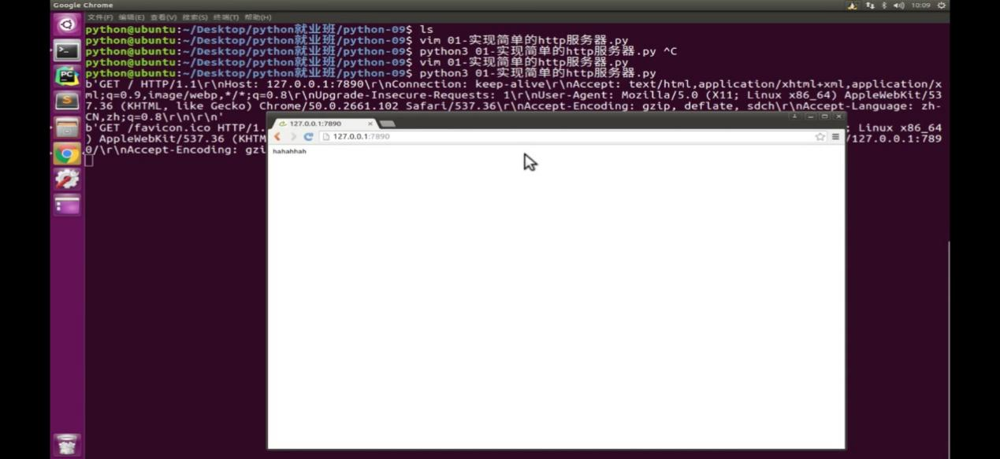 Google Chrome
10:09
文件(F) 编辑(E) 查看(V) 搜索(S) 终端(T) 帮助(H)
python@ubuntu:~/Desktop/python就业班/python-09$ ls
python@ubuntu:~/Desktop/python就业班/python-09$ vim 01-实现简单的http服务器.py
python@ubuntu:~/Desktop/python就业班/python-09$ python3 01-实现简单的http服务器.py ^C
python@ubuntu:~/Desktop/python就业班/python-09$ vim 01-实现简单的http服务器.py
python@ubuntu:~/Desktop/python就业班/python-09$ python3 01-实现简单的http服务器.py
b'GET / HTTP/1.1\r\nHost: 127.0.0.1:7890\r\nConnection: keep-alive\r\nAccept: text/html,application/xhtml+xml,application/x
ml;q=0.9,image/webp,*/*;q=0.8\r\nUpgrade-Insecure-Requests: 1\r\nUser-Agent: Mozilla/5.0 (X11; Linux x86_64) AppleWebKit/53
7.36 (KHTML, like Gecko) Chrome/50.0.2661.102 Safari/537.36\r\nAccept-Encoding: gzip, deflate, sdch\r\nAccept-Language: zh-
CN,zh;q=0.8\r\n\r\n'
b'GET /favicon.ico HTTP/1. ; Linux x86_64
) AppleWebKit/537.36 (KHTM /127.0.0.1:789
0/\r\nAccept-Encoding: gzi
127.0.0.1:7890
127.0.0.1:7890
hahahhah